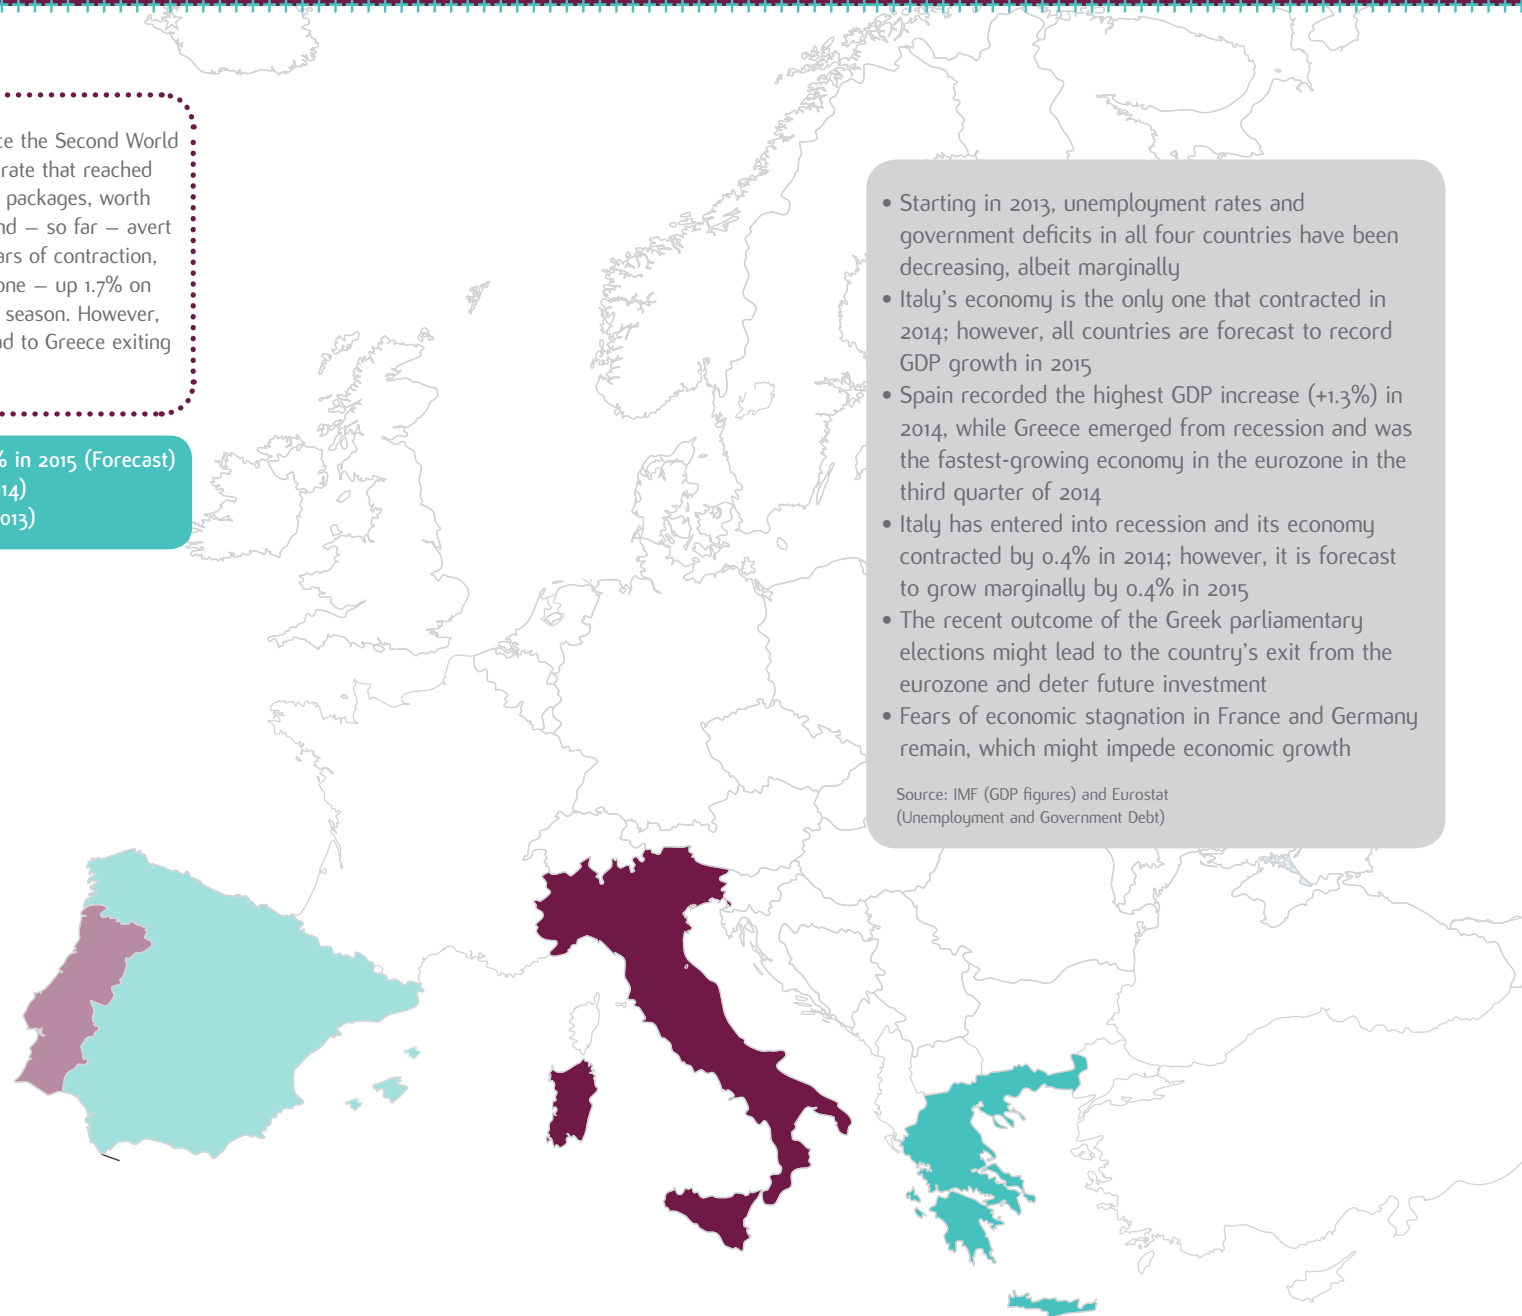 ce the Second World
rate that reached
packages, worth
nd – so far – avert
ars of contraction,
one – up 1.7% on
season. However,
ad to Greece exiting
% in 2015 (Forecast)
14)
013)
• Starting in 2013, unemployment rates and
government deficits in all four countries have been
decreasing, albeit marginally
• Italy's economy is the only one that contracted in
2014; however, all countries are forecast to record
GDP growth in 2015
• Spain recorded the highest GDP increase (+1.3%) in
2014, while Greece emerged from recession and was
the fastest-growing economy in the eurozone in the
third quarter of 2014
• Italy has entered into recession and its economy
contracted by 0.4% in 2014; however, it is forecast
to grow marginally by 0.4% in 2015
• The recent outcome of the Greek parliamentary
elections might lead to the country's exit from the
eurozone and deter future investment
• Fears of economic stagnation in France and Germany
remain, which might impede economic growth
Source: IMF (GDP figures) and Eurostat
(Unemployment and Government Debt)